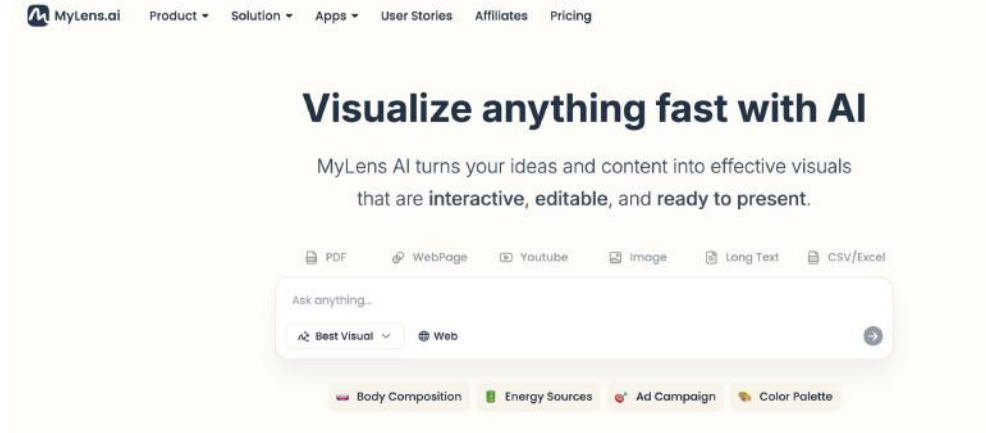 MyLens.ai Product Solution Apps User Stories Affiliates Pricing
Visualize anything fast with AI
MyLens AI turns your ideas and content into effective visuals
that are interactive, editable, and ready to present.
PDF WebPage Youtube Image Long Text CSV/Excel
Ask anything...
Best Visual Web
Body Composition Energy Sources Ad Campaign Color Palette